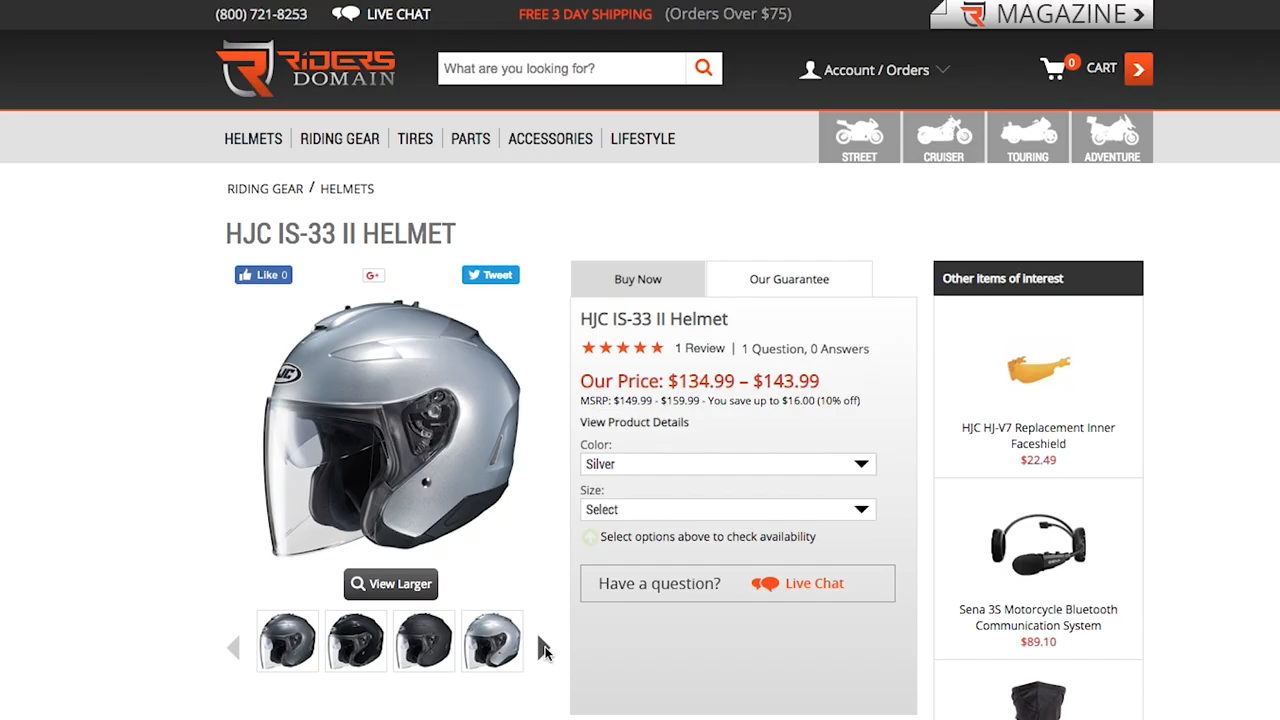 (800) 721-8253
LIVE CHAT
FREE 3 DAY SHIPPING (Orders Over $75)
MAGAZINE
RIDERS
DOMAIN
What are you looking for?
Account / Orders
0
CART
HELMETS
RIDING GEAR
TIRES
PARTS
ACCESSORIES
LIFESTYLE
STREET
CRUISER
TOURING
ADVENTURE
RIDING GEAR / HELMETS
HJC IS-33 II HELMET
Like 0
G+
Tweet
HJC
View Larger
Buy Now
Our Guarantee
HJC IS-33 II Helmet
1 Review | 1 Question, 0 Answers
Our Price: $134.99 – $143.99
MSRP: $149.99 - $159.99 - You save up to $16.00 (10% off)
View Product Details
Color:
Silver
Size:
Select
Select options above to check availability
Have a question? Live Chat
Other items of interest
HJC HJ-V7 Replacement Inner
Faceshield
$22.49
Sena 3S Motorcycle Bluetooth
Communication System
$89.10